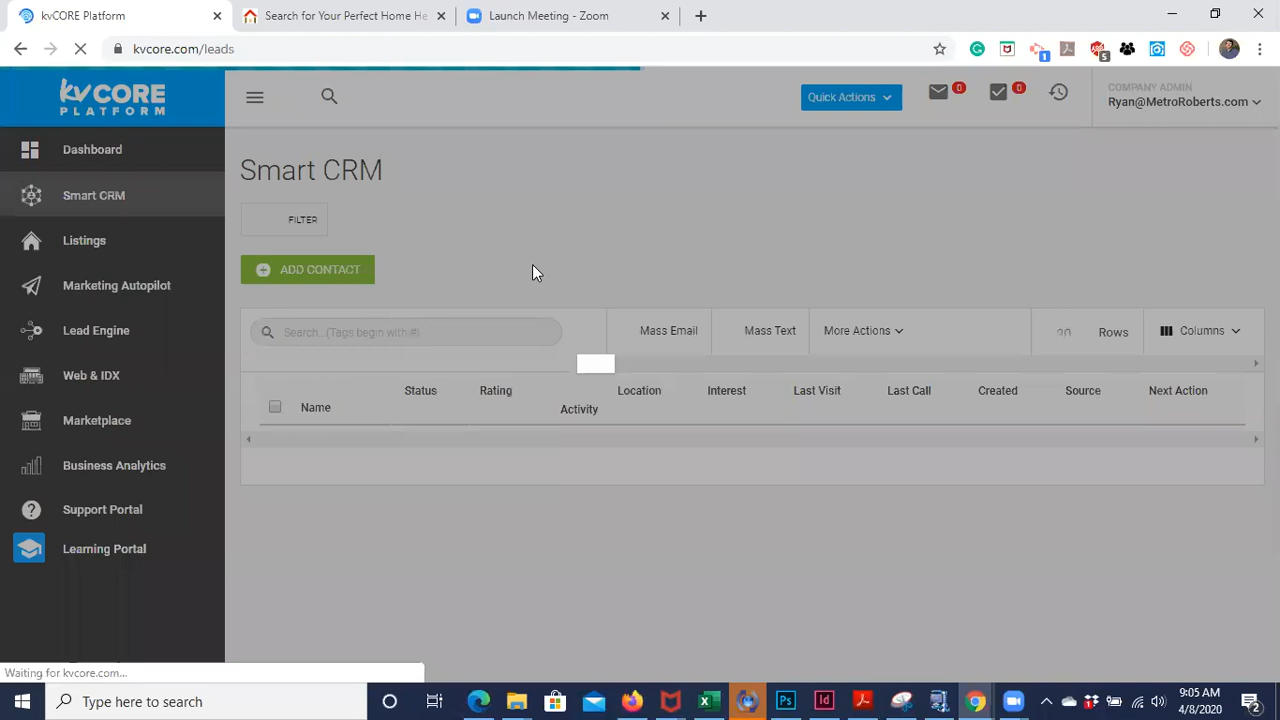 kvCORE Platform
Search for Your Perfect Home He
Launch Meeting - Zoom
kvcore.com/leads
1
5
kvCORE
PLATFORM
Quick Actions
0
0
COMPANY ADMIN
Ryan@MetroRoberts.com
Dashboard
Smart CRM
Listings
Marketing Autopilot
Lead Engine
Web & IDX
Marketplace
Business Analytics
Support Portal
Learning Portal
Smart CRM
FILTER
ADD CONTACT
Search...(Tags begin with #)
Mass Email
Mass Text
More Actions
Rows
Columns
Name
Status
Rating
Activity
Location
Interest
Last Visit
Last Call
Created
Source
Next Action
Waiting for kvcore.com...
Type here to search
9:05 AM
4/8/2020